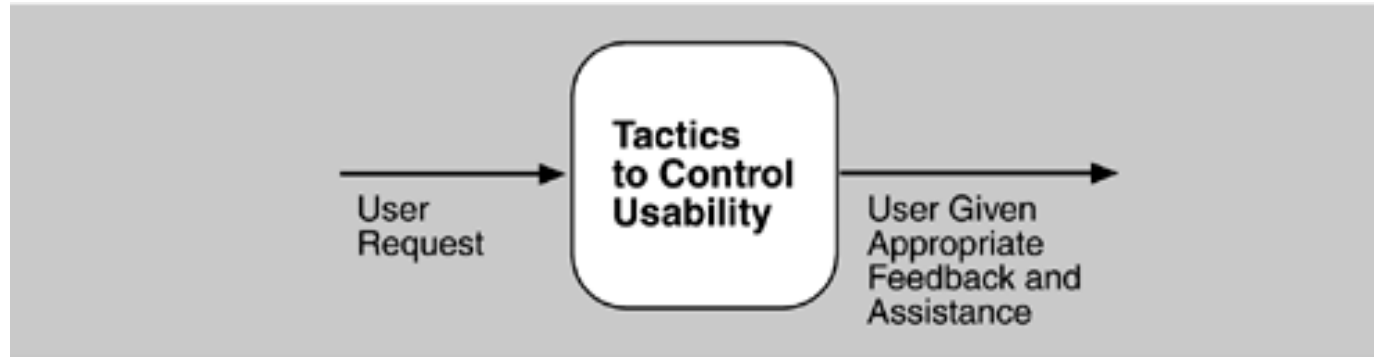 User
Request
Tactics
to Control
Usability
User Given
Appropriate
Feedback and
Assistance